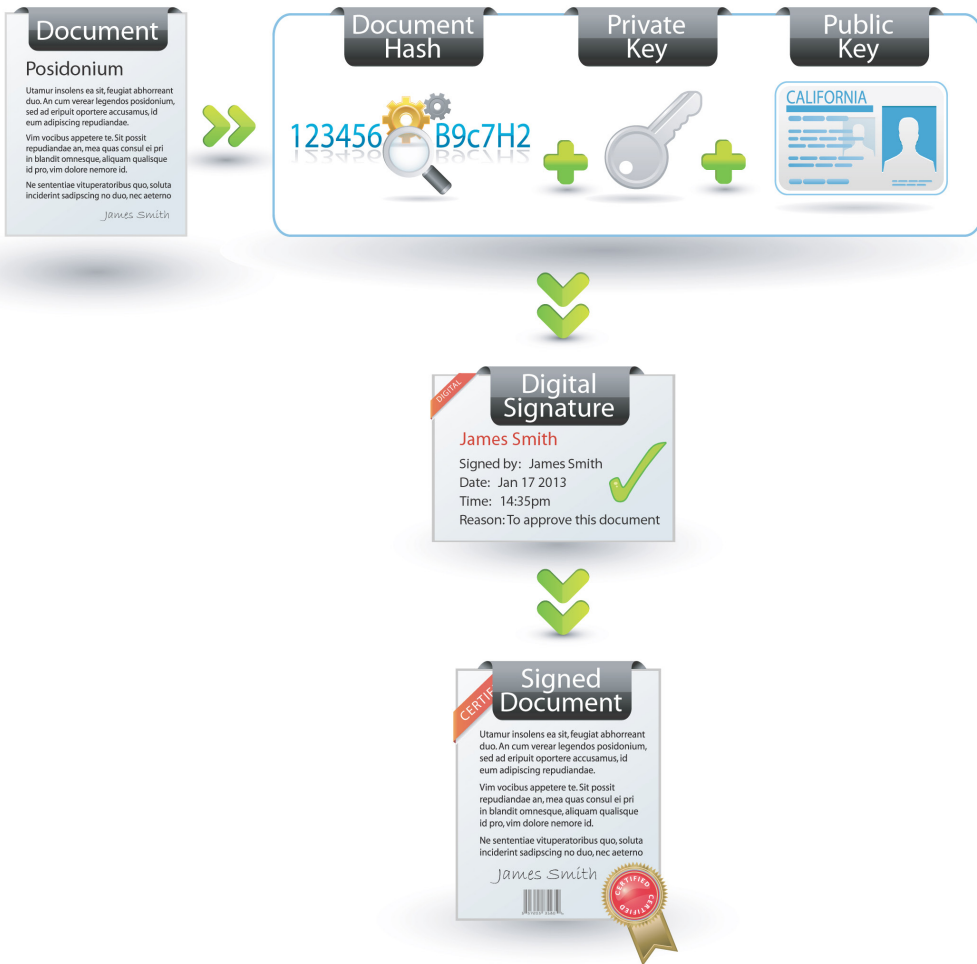 Document
Posidonium
Utamur insolens ea sit, feugiat abhorreant
duo. An cum verear legendos posidonium,
sed ad eripuit oportere accusamus, id
eum adipiscing repudiandae.
Vim vocibus appetere te. Sit possit
repudiandae an, mea quas consul ei pri
in blandit omnesque, aliquam qualisque
id pro, vim dolore nemore id.
Ne sententiae vituperatoribus quo, soluta
inciderint sadipscing no duo, nec aeterno
James Smith
Document
Hash
123456
B9c7H2
Private
Key
Public
Key
CALIFORNIA
DIGITAL
Digital
Signature
James Smith
Signed by: James Smith
Date: Jan 17 2013
Time: 14:35pm
Reason: To approve this document
Signed
Document
Utamur insolens ea sit, feugiat abhorreant
duo. An cum verear legendos posidonium,
sed ad eripuit oportere accusamus, id
eum adipiscing repudiandae.
Vim vocibus appetere te. Sit possit
repudiandae an, mea quas consul ei pri
in blandit omnesque, aliquam qualisque
id pro, vim dolore nemore id.
Ne sententiae vituperatoribus quo, soluta
inciderint sadipscing no duo, nec aeterno
James Smith
CERTIFIED
CERTIFIED